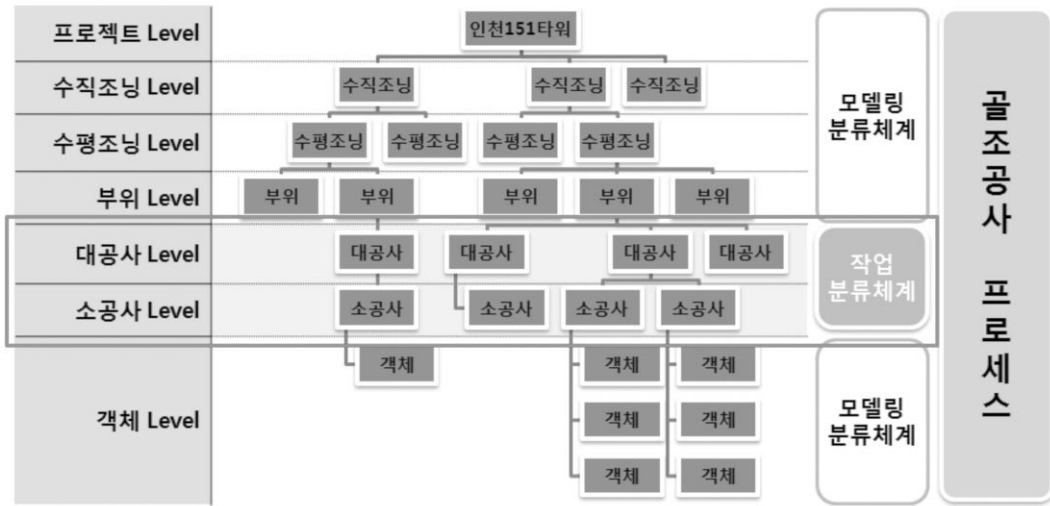 프로젝트 Level
인천151타워
수직조닝 Level
수직조닝
수직조닝
수직조닝
수평조닝 Level
수평조닝
수평조닝
수평조닝
수평조닝
부위 Level
부위
부위
부위
부위
부위
대공사 Level
대공사
대공사
대공사
대공사
소공사 Level
소공사
소공사
소공사
소공사
객체 Level
객체
객체
객체
객체
객체
객체
객체
모델링
분류체계
작업
분류체계
모델링
분류체계
골조공사 프로세스